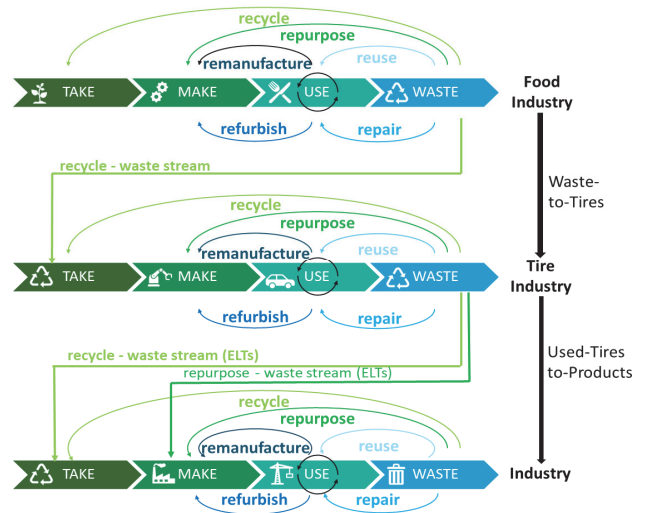 recycle
repurpose
remanufacture
reuse
TAKE
MAKE
USE
WASTE
Food
Industry
refurbish
repair
recycle - waste stream
Waste-
to-Tires
recycle
repurpose
remanufacture
reuse
TAKE
MAKE
USE
WASTE
Tire
Industry
refurbish
repair
recycle - waste stream (ELTs)
repurpose - waste stream (ELTs)
Used-Tires
to-Products
recycle
repurpose
remanufacture
reuse
TAKE
MAKE
USE
WASTE
Industry
refurbish
repair